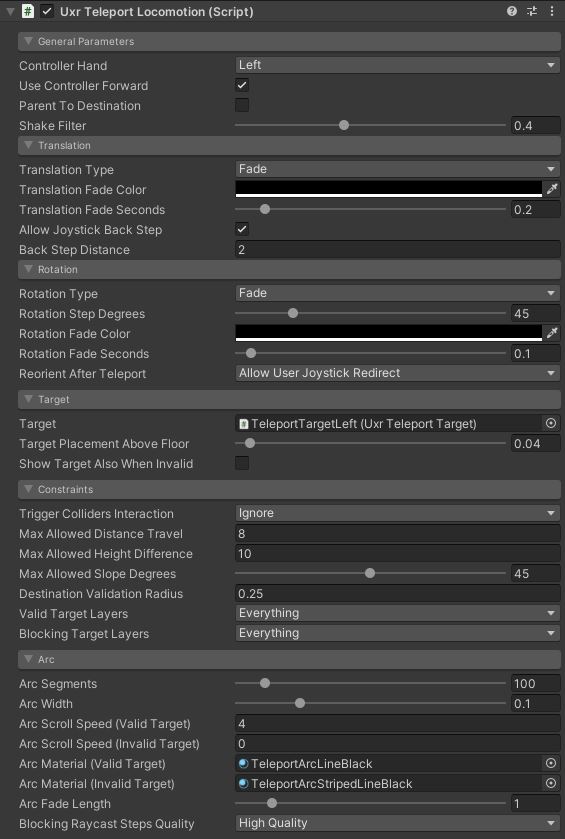 # Uxr Teleport Locomotion (Script)
General Parameters
Controller Hand Left
Use Controller Forward
Parent To Destination
Shake Filter 0.4
Translation
Translation Type Fade
Translation Fade Color
Translation Fade Seconds 0.2
Allow Joystick Back Step
Back Step Distance 2
Rotation
Rotation Type Fade
Rotation Step Degrees 45
Rotation Fade Color
Rotation Fade Seconds 0.1
Reorient After Teleport Allow User Joystick Redirect
Target
Target # TeleportTargetLeft (Uxr Teleport Target)
Target Placement Above Floor 0.04
Show Target Also When Invalid
Constraints
Trigger Colliders Interaction Ignore
Max Allowed Distance Travel 8
Max Allowed Height Difference 10
Max Allowed Slope Degrees 45
Destination Validation Radius 0.25
Valid Target Layers Everything
Blocking Target Layers Everything
Arc
Arc Segments 100
Arc Width 0.1
Arc Scroll Speed (Valid Target) 4
Arc Scroll Speed (Invalid Target) 0
Arc Material (Valid Target) TeleportArcLineBlack
Arc Material (Invalid Target) TeleportArcStripedLineBlack
Arc Fade Length 1
Blocking Raycast Steps Quality High Quality